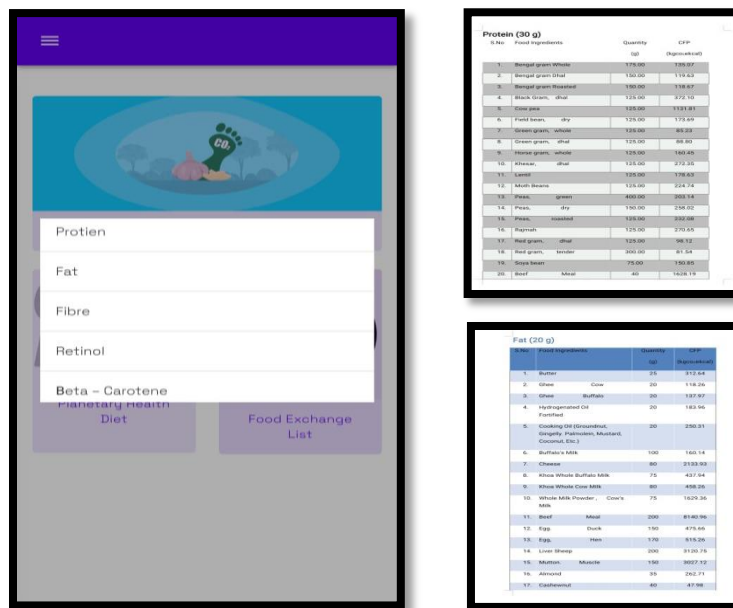 CO₂
Protien
Fat
Fibre
Retinol
Beta – Carotene
Planetary Health
Diet
Food Exchange
List
Protein (30 g)
S.No Food Ingredients Quantity CFP
(g) (kgco₂ekcal)
1. Bengal gram Whole 175.00 135.07
2. Bengal gram Dhal 150.00 119.63
3. Bengal gram Roasted 150.00 118.67
4. Black Gram, dhal 125.00 372.10
5. Cow pea 125.00 1131.81
6. Field bean, dry 125.00 173.69
7. Green gram, whole 125.00 85.23
8. Green gram, dhal 125.00 88.80
9. Horse gram, whole 125.00 160.45
10. Khesar, dhal 125.00 272.35
11. Lentil 125.00 178.63
12. Moth Beans 125.00 224.74
13. Peas, green 400.00 202.14
14. Peas, dry 150.00 258.02
15. Peas, roasted 125.00 232.08
16. Rajmah 125.00 270.65
17. Red gram, dhal 125.00 98.12
18. Red gram, tender 300.00 81.54
19. Soya bean 75.00 150.85
20. Beef Meal 40 1628.19
Fat (20 g)
S.No Food Ingredients Quantity CFP
(g) (kgco₂ekcal)
1. Butter 25 312.64
2. Ghee Cow 20 118.26
3. Ghee Buffalo 20 137.97
4. Hydrogenated Oil 20 183.96
Fortified
5. Cooking Oil (Groundnut, 20 250.31
Gingelly Palmolein, Mustard,
Coconut, Etc.)
6. Buffalo's Milk 100 160.14
7. Cheese 80 2133.93
8. Khoa Whole Buffalo Milk 75 437.94
9. Khoa Whole Cow Milk 80 458.26
10. Whole Milk Powder , Cow's 75 1629.36
Milk
11. Beef Meal 200 8140.96
12. Egg Duck 150 475.66
13. Egg, Hen 170 515.26
14. Liver Sheep 200 3120.75
15. Mutton Muscle 150 3027.12
16. Almond 35 262.71
17. Cashewnut 40 47.98